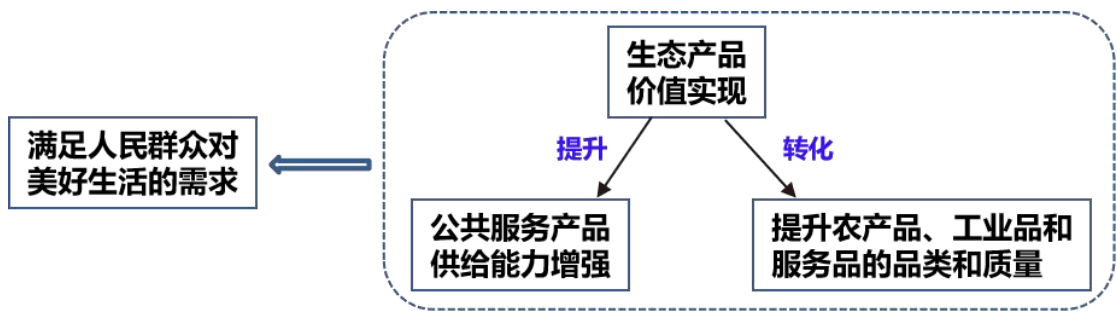 生态产品
价值实现
满足人民群众对
美好生活的需求
提升
转化
公共服务产品
供给能力增强
提升农产品、工业品和
服务品的品类和质量